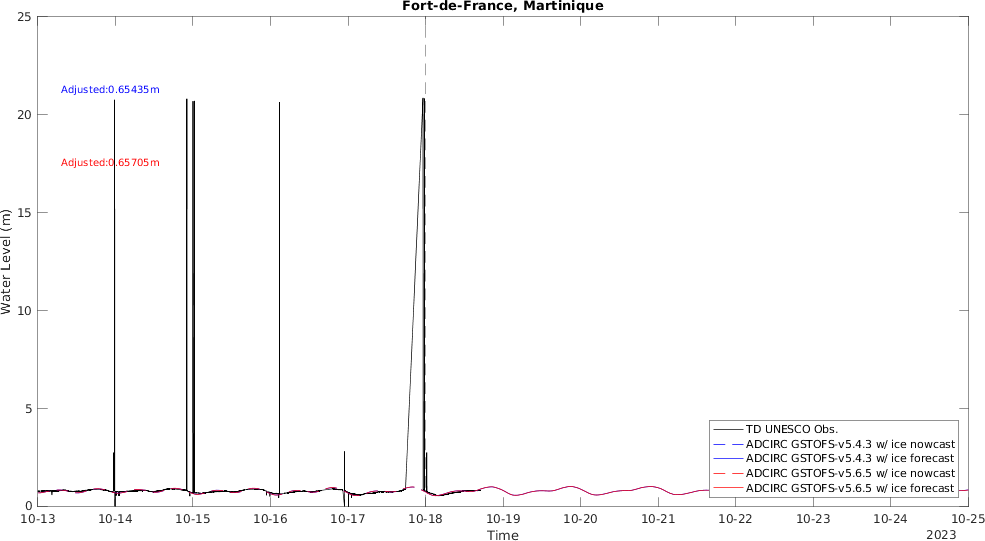 Fort-de-France, Martinique
25
20
15
10
5
0
Water Level (m)
Adjusted:0.65435m
Adjusted:0.65705m
TD UNESCO Obs.
ADCIRC GSTOFS-v5.4.3 w/ ice nowcast
ADCIRC GSTOFS-v5.4.3 w/ ice forecast
ADCIRC GSTOFS-v5.6.5 w/ ice nowcast
ADCIRC GSTOFS-v5.6.5 w/ ice forecast
10-13 10-14 10-15 10-16 10-17 10-18 10-19 10-20 10-21 10-22 10-23 10-24 10-25
Time
2023